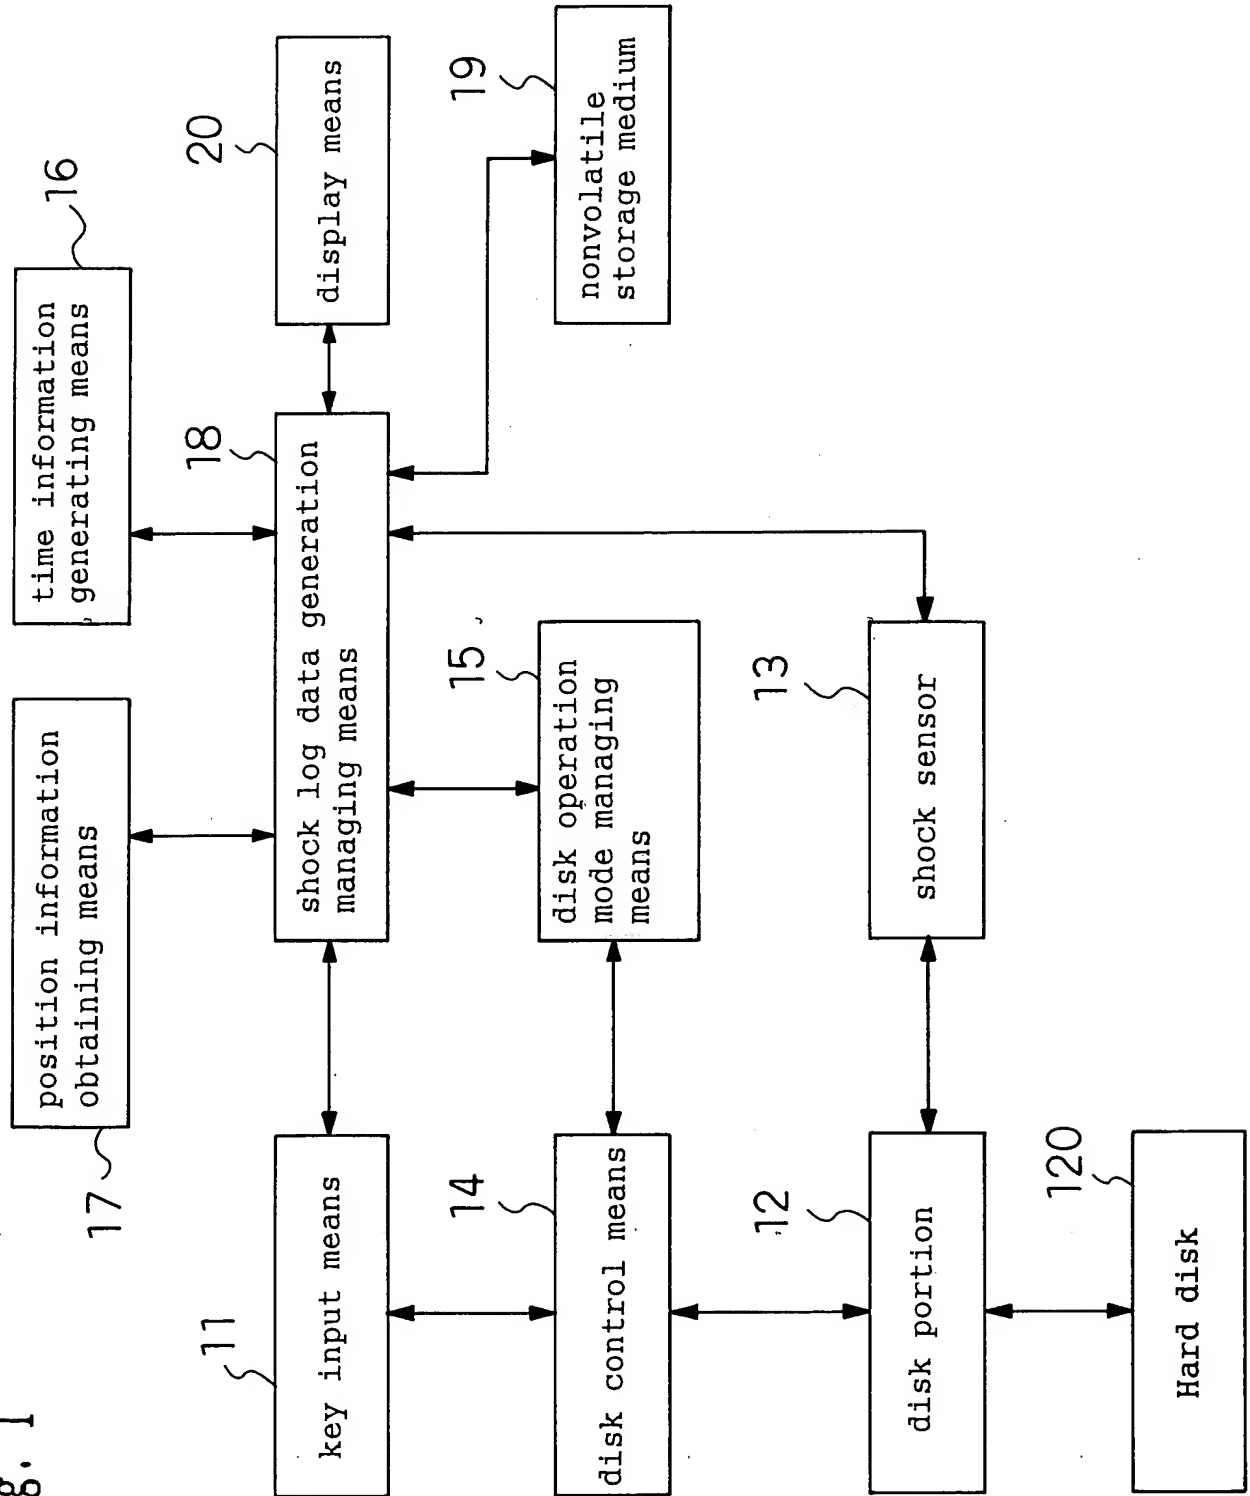 g. 1
17
position information
obtaining means
16
time information
generating means
11
key input means
18
shock log data generation
managing means
20
display means
14
disk control means
15
disk operation
mode managing
means
19
nonvolatile
storage medium
12
disk portion
13
shock sensor
120
Hard disk